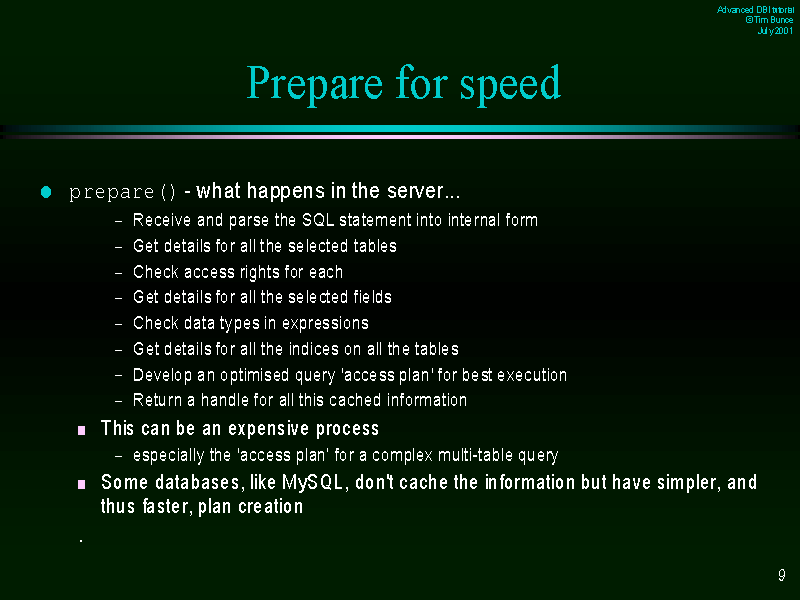 Advanced DBI tutorial
© Tim Bunce
July 2001
Prepare for speed
prepare() - what happens in the server...
– Receive and parse the SQL statement into internal form
– Get details for all the selected tables
– Check access rights for each
– Get details for all the selected fields
– Check data types in expressions
– Get details for all the indices on all the tables
– Develop an optimised query 'access plan' for best execution
– Return a handle for all this cached information
This can be an expensive process
– especially the 'access plan' for a complex multi-table query
Some databases, like MySQL, don't cache the information but have simpler, and
thus faster, plan creation
.
9